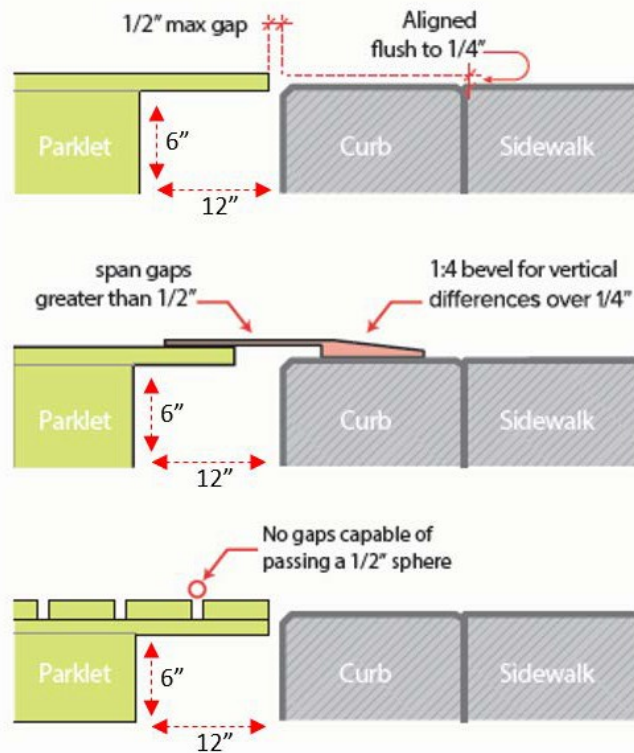 1/2” max gap
Aligned
flush to 1/4”
Parklet
6”
12”
Curb
Sidewalk
span gaps
greater than 1/2”
1:4 bevel for vertical
differences over 1/4”
Parklet
6”
12”
Curb
Sidewalk
No gaps capable of
passing a 1/2” sphere
Parklet
6”
12”
Curb
Sidewalk